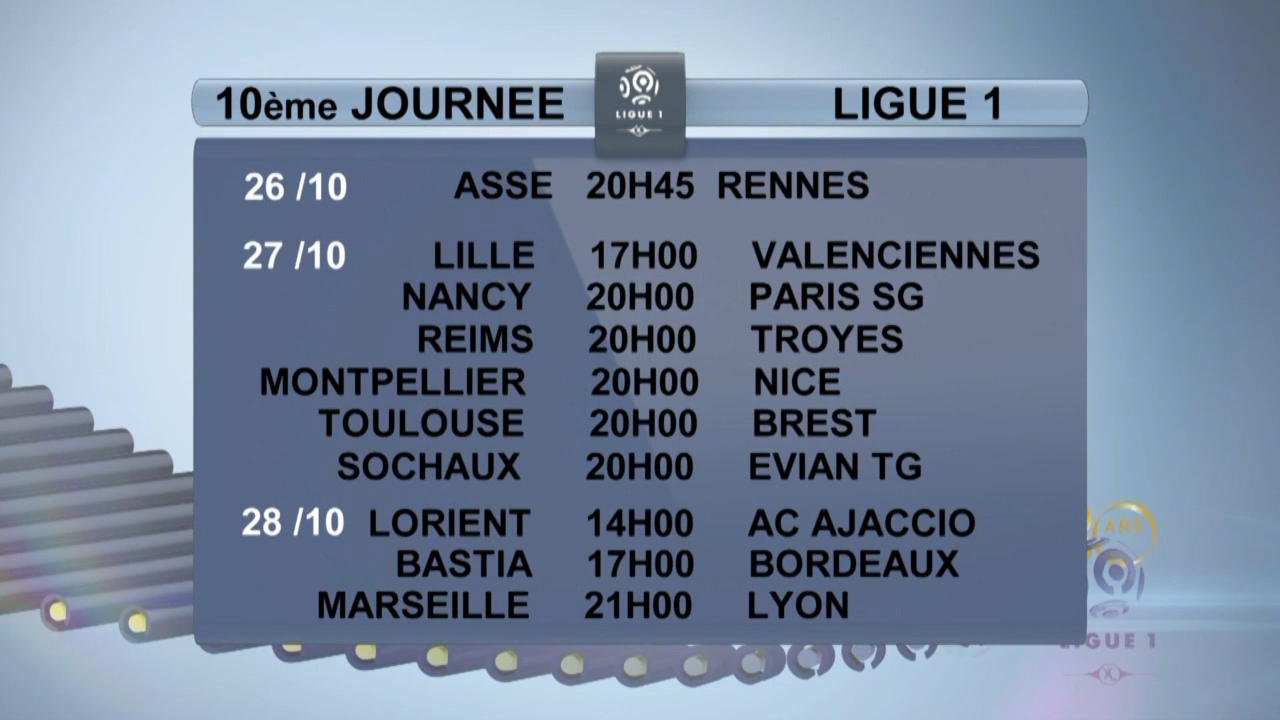 10ème JOURNEE LIGUE 1 LIGUE 1
26 /10 ASSE 20H45 RENNES
27 /10 LILLE 17H00 VALENCIENNES
NANCY 20H00 PARIS SG
REIMS 20H00 TROYES
MONTPELLIER 20H00 NICE
TOULOUSE 20H00 BREST
SOCHAUX 20H00 EVIAN TG
28 /10 LORIENT 14H00 AC AJACCIO
BASTIA 17H00 BORDEAUX
MARSEILLE 21H00 LYON
ANS
IGUE 1